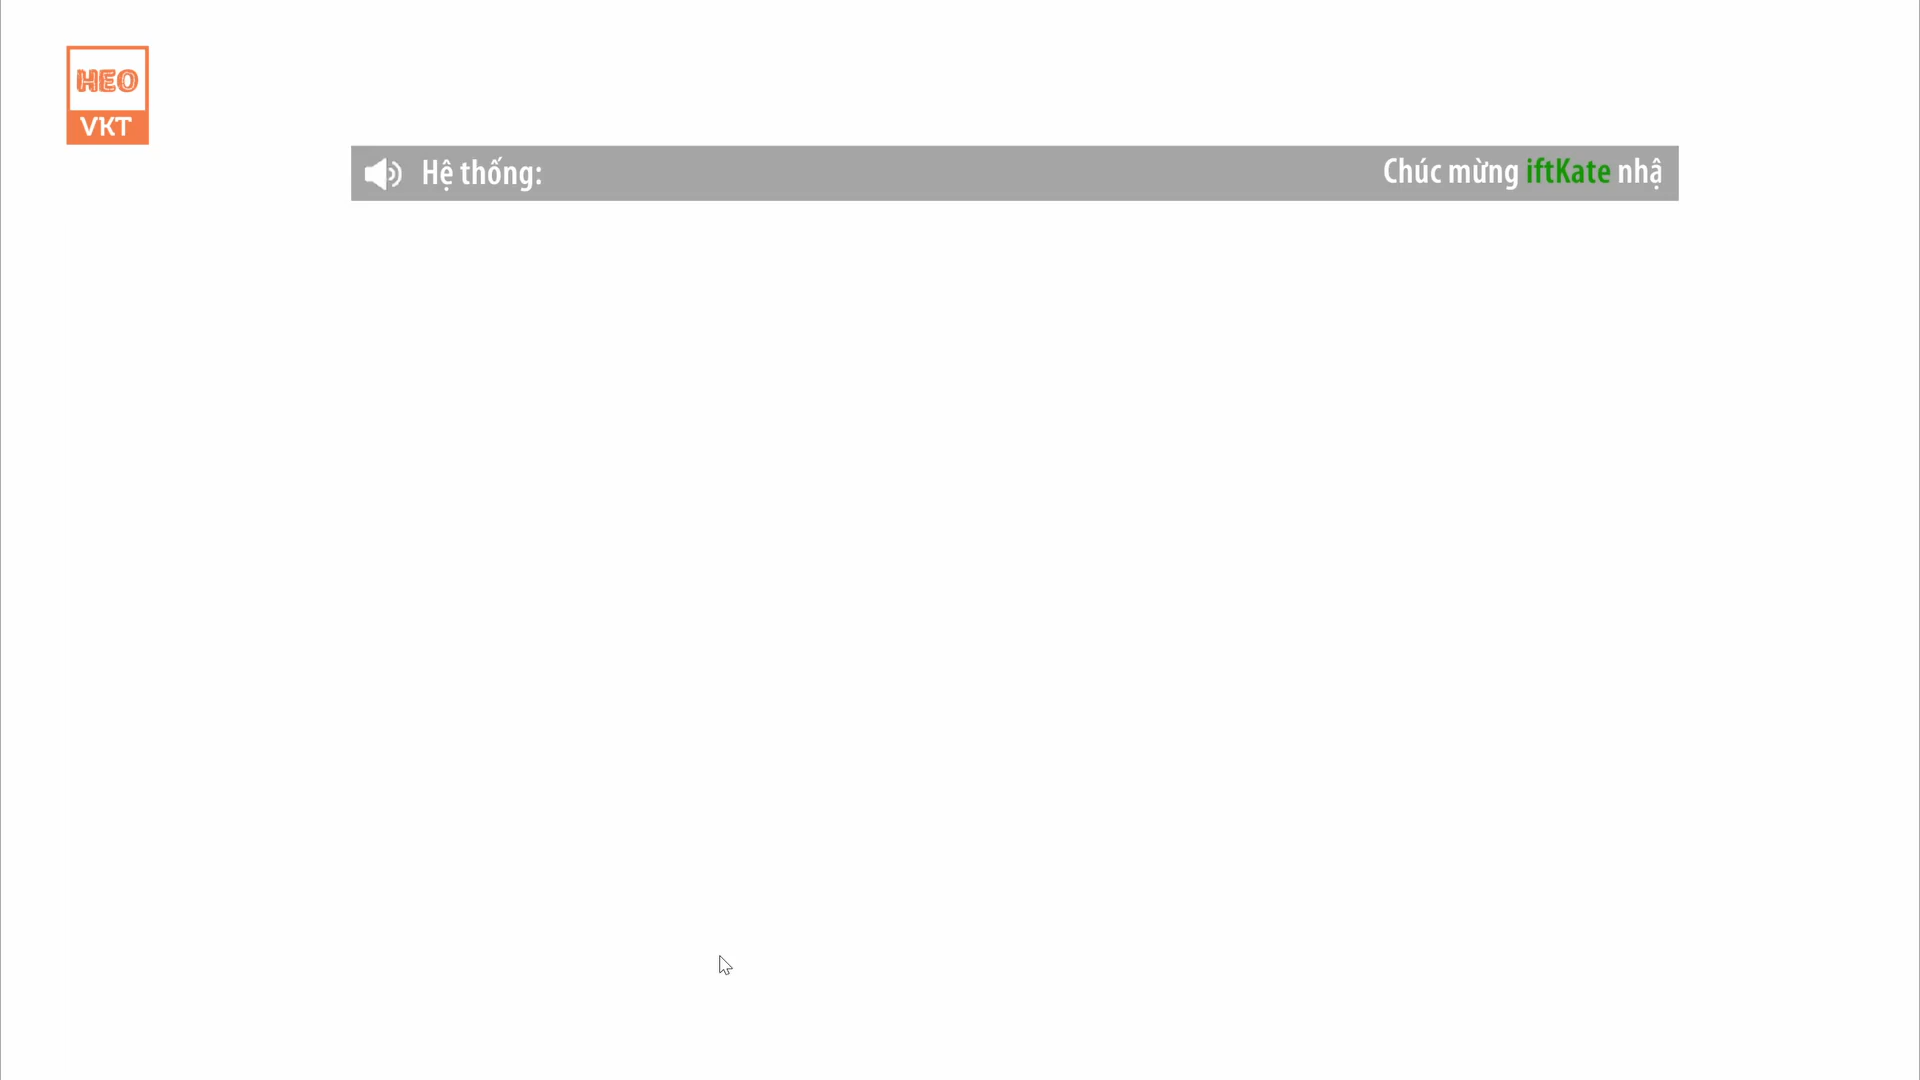 HEO
VKT
Hệ thống: Chúc mừng iftKate nhậ